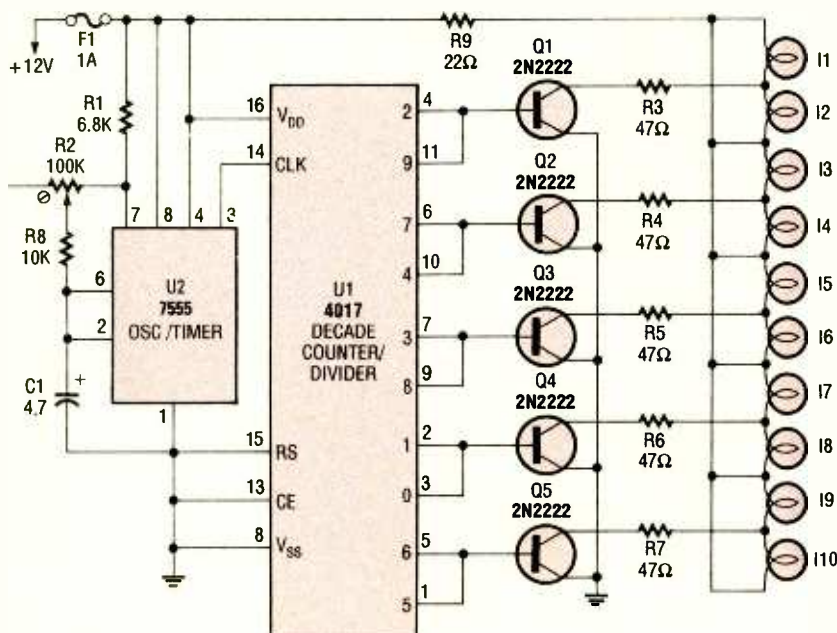 F1
1A
+12V
R1
6.8K
R2
100K
R8
10K
C1
4.7
+
7
8
4
3
6
2
1
U2
7555
OSC/TIMER
16
VDD
14
CLK
15
RS
13
CE
8
VSS
U1
4017
DECADE
COUNTER/
DIVIDER
2
4
9
11
7
6
4
10
3
7
8
9
1
2
0
3
6
5
5
1
R9
22Ω
Q1
2N2222
Q2
2N2222
Q3
2N2222
Q4
2N2222
Q5
2N2222
R3
47Ω
R4
47Ω
R5
47Ω
R6
47Ω
R7
47Ω
I1
I2
I3
I4
I5
I6
I7
I8
I9
I10